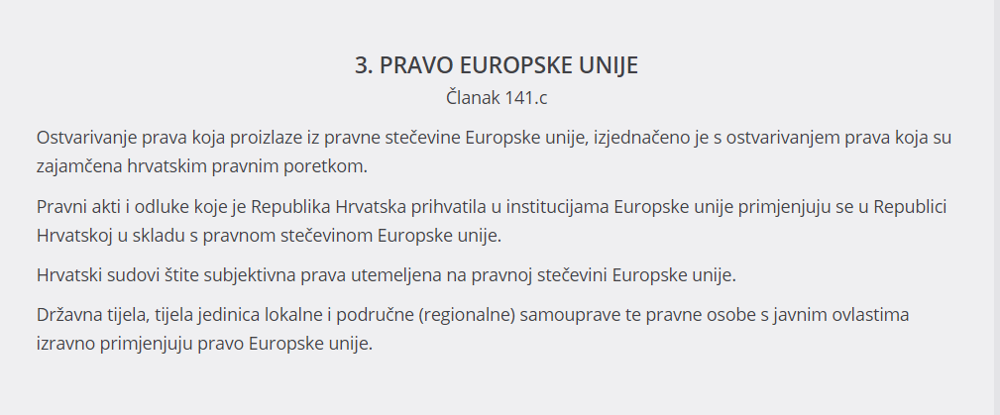 3. PRAVO EUROPSKE UNIJE
Članak 141.c
Ostvarivanje prava koja proizlaze iz pravne stečevine Europske unije, izjednačeno je s ostvarivanjem prava koja su
zajamčena hrvatskim pravnim poretkom.
Pravni akti i odluke koje je Republika Hrvatska prihvatila u institucijama Europske unije primjenjuju se u Republici
Hrvatskoj u skladu s pravnom stečevinom Europske unije.
Hrvatski sudovi štite subjektivna prava utemeljena na pravnoj stečevini Europske unije.
Državna tijela, tijela jedinica lokalne i područne (regionalne) samouprave te pravne osobe s javnim ovlastima
izravno primjenjuju pravo Europske unije.